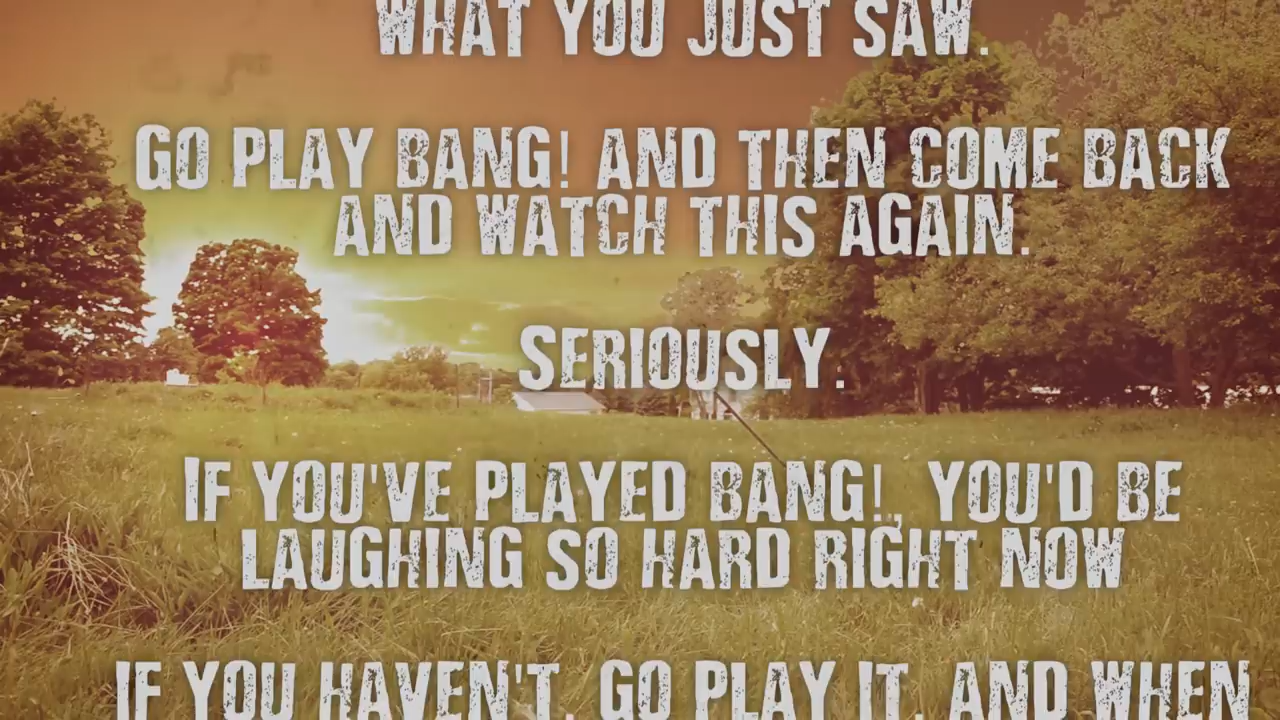 WHAT YOU JUST SAW.
GO PLAY BANG! AND THEN COME BACK
AND WATCH THIS AGAIN.
SERIOUSLY.
IF YOU'VE PLAYED BANG!, YOU'D BE
LAUGHING SO HARD RIGHT NOW
IF YOU HAVEN'T, GO PLAY IT, AND WHEN